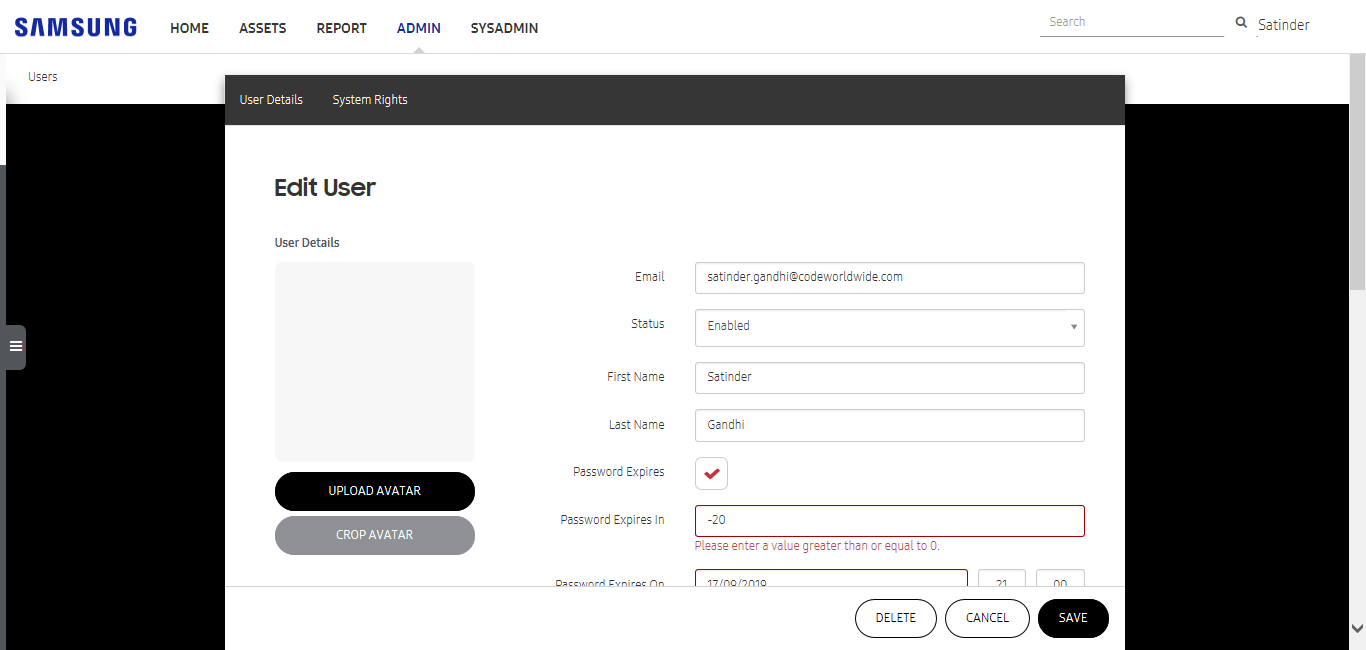 SAMSUNG HOME ASSETS REPORT ADMIN SYSADMIN Search Satinder
Users
User Details System Rights
Edit User
User Details
Email satinder.gandhi@codeworldwide.com
Status Enabled
First Name Satinder
Last Name Gandhi
Password Expires
UPLOAD AVATAR
Password Expires In -20
CROP AVATAR
Please enter a value greater than or equal to 0.
Password Expires On 17/09/2019 21 00
DELETE CANCEL SAVE